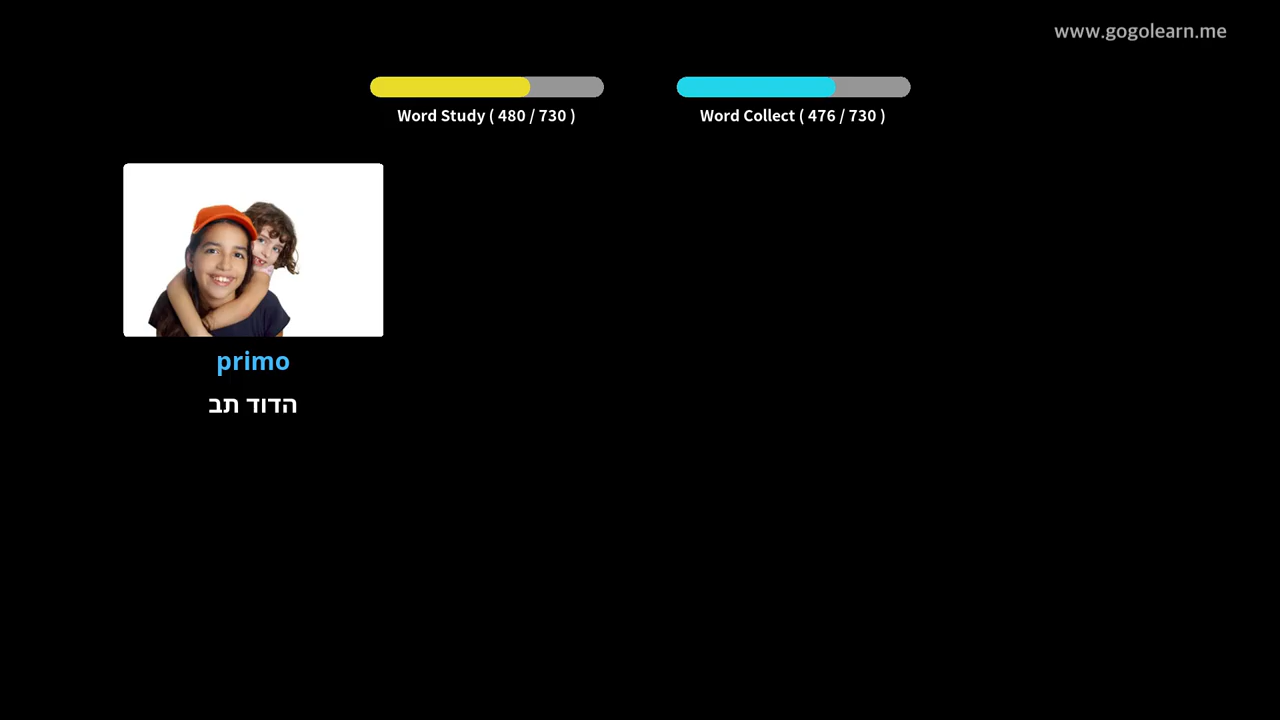 www.gogolearn.me
Word Study ( 480 / 730 )
Word Collect ( 476 / 730 )
primo
הדוד תב